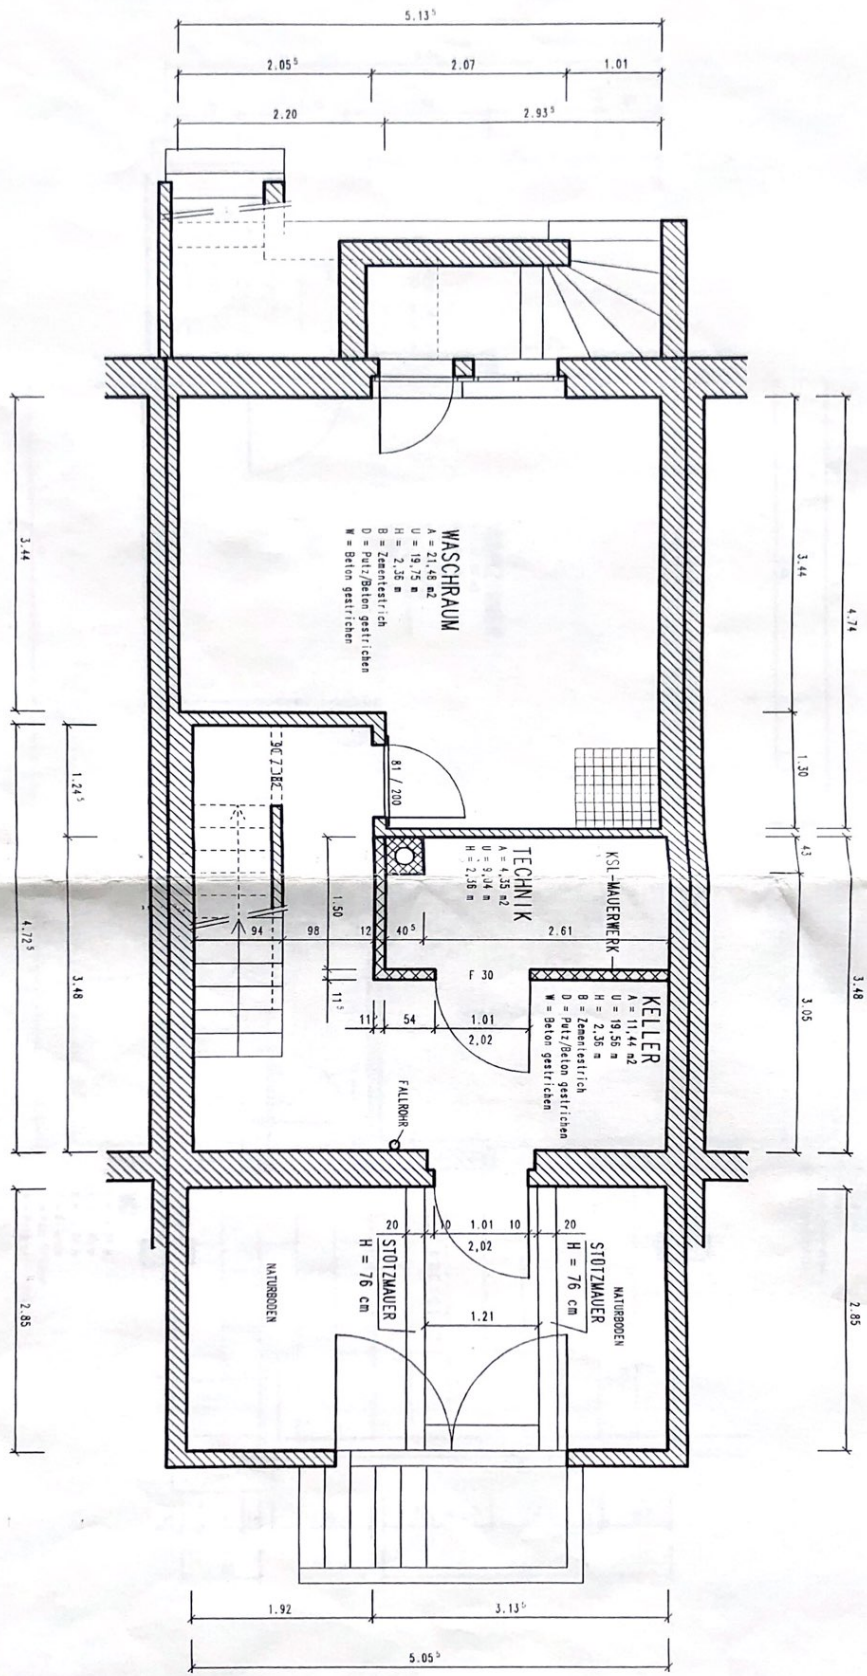 5.13⁵
2.05⁵
2.07
1.01
2.20
2.93⁵
3.44
3.44
4.74
WASCHRAUM
A = 21,48 m2
U = 19,75 m
H = 2,36 m
B = Zementestrich
D = Putz/Beton gestrichen
W = Beton gestrichen
1.24⁵
4.72⁵
3.48
81 / 200
1.30
43
3.48
3.05
TECHNIK
A = 4,35 m2
U = 9,04 m
H = 2,36 m
KSL-MAUERWERK
1.50
94
98
12
40⁵
2.61
F 30
11⁵
11⁵
54
1.01
2,02
KELLER
A = 11,44 m2
U = 19,56 m
H = 2,36 m
B = Zementestrich
D = Putz/Beton gestrichen
W = Beton gestrichen
FALLROHR
20
10
1.01
10
20
2,02
STÜTZMAUER
H = 76 cm
STÜTZMAUER
H = 76 cm
NATURBODEN
NATURBODEN
1.21
2.85
2.85
1.92
3.13⁵
5.05⁵